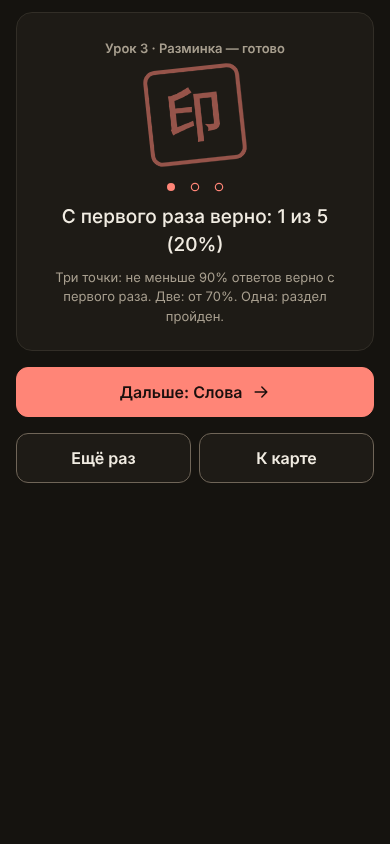 Урок 3 · Разминка — готово
印
С первого раза верно: 1 из 5
(20%)
Три точки: не меньше 90% ответов верно с
первого раза. Две: от 70%. Одна: раздел
пройден.
Дальше: Слова →
Ещё раз
К карте